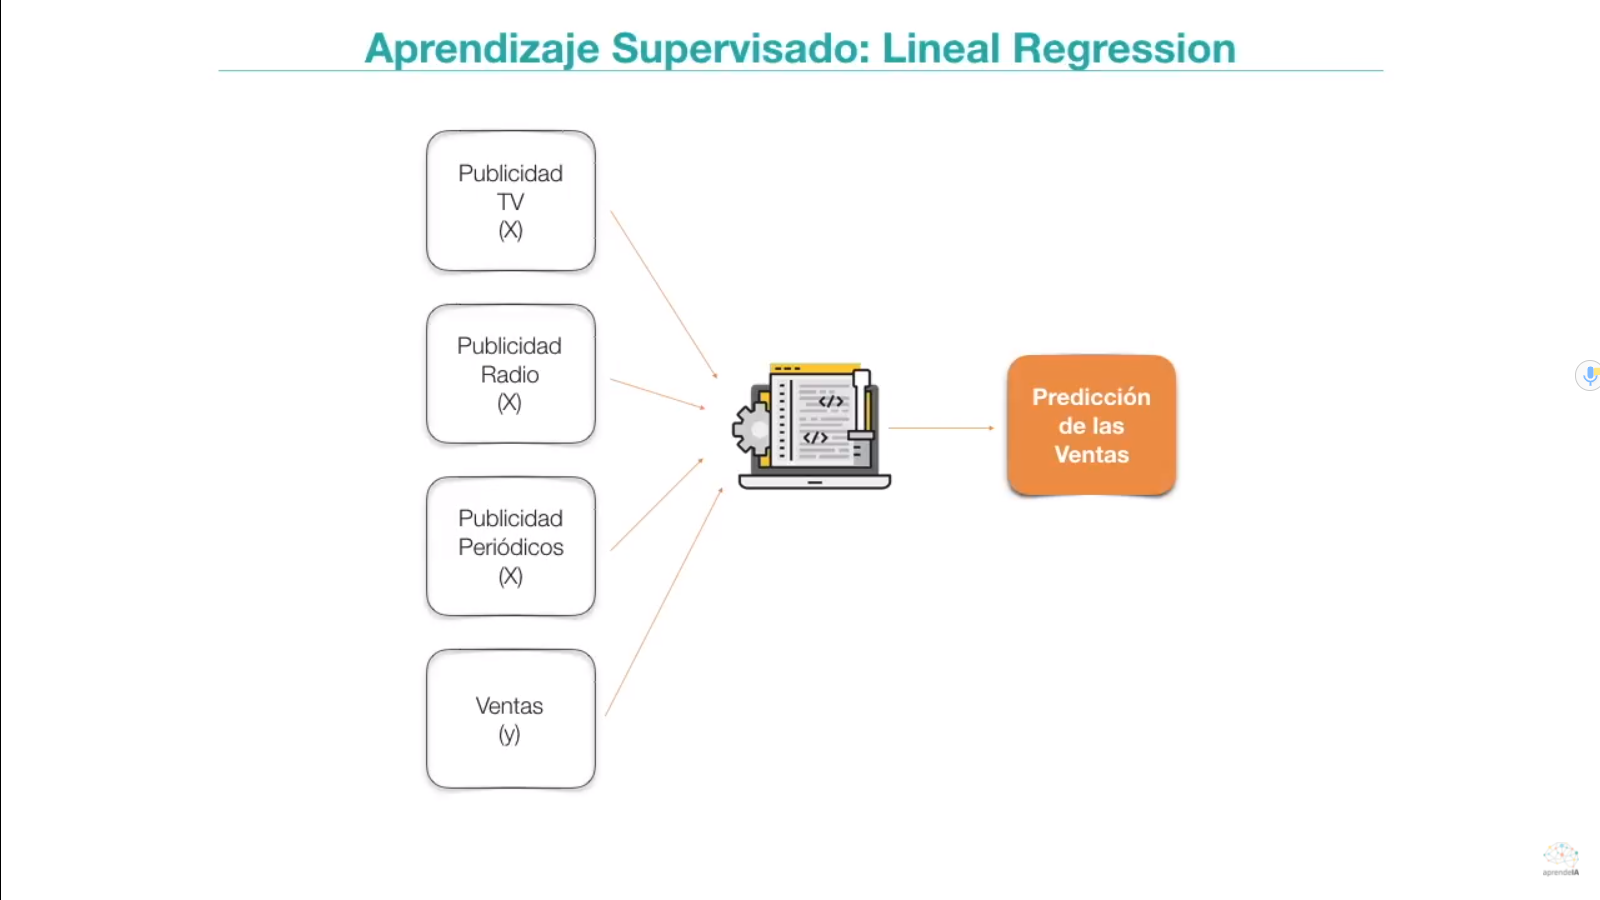 Aprendizaje Supervisado: Lineal Regression
Publicidad
TV
(X)
Publicidad
Radio
(X)
Publicidad
Periódicos
(X)
Ventas
(y)
</>
</>
Predicción
de las
Ventas
aprendeIA